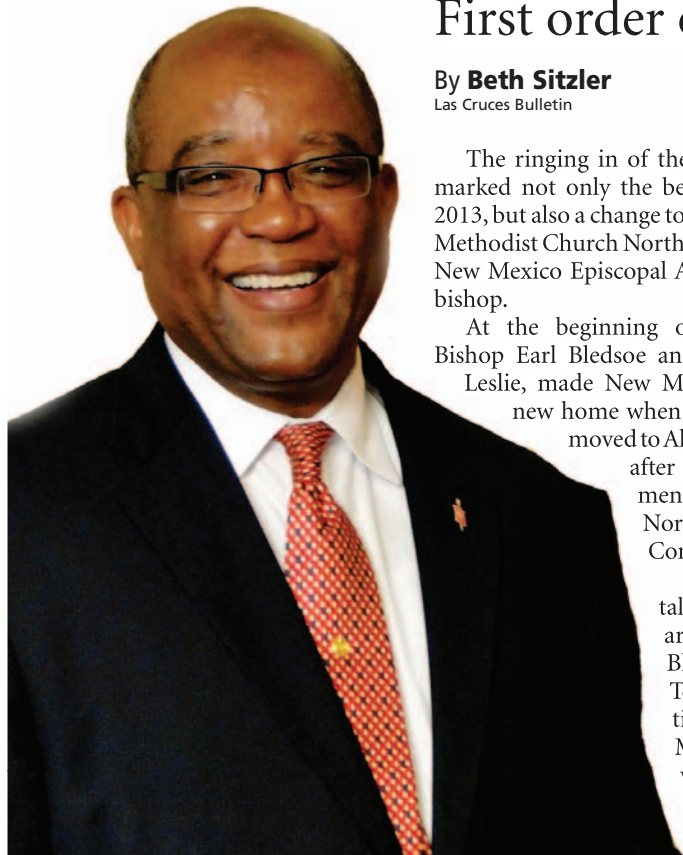 First order
By Beth Sitzler
Las Cruces Bulletin
The ringing in of the
marked not only the be
2013, but also a change to
Methodist Church North
New Mexico Episcopal A
bishop.
At the beginning o
Bishop Earl Bledsoe an
Leslie, made New M
new home when
moved to Al
after
men
Nor
Con
tal
ar
Bl
To
ti
M